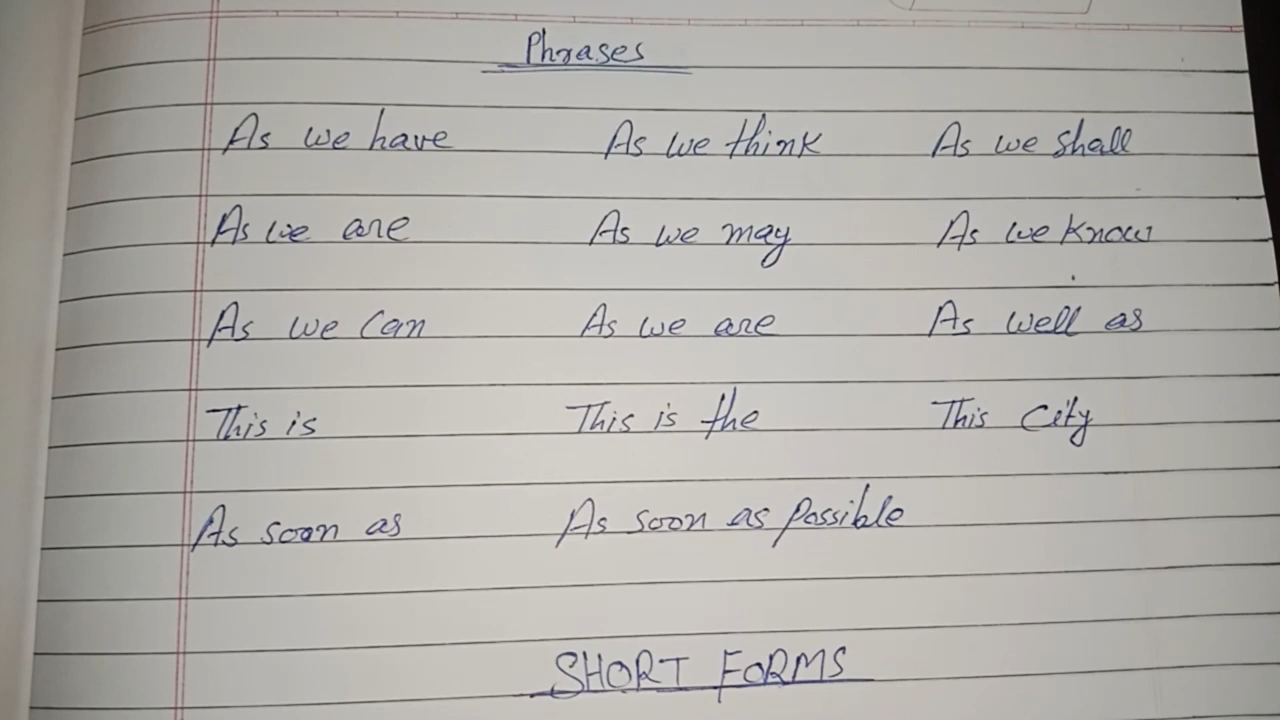 Phrases
As we have As we think As we shall
As we are As we may As we know
As we can As we are As well as
This is This is the This City
As soon as As soon as possible
SHORT FORMS